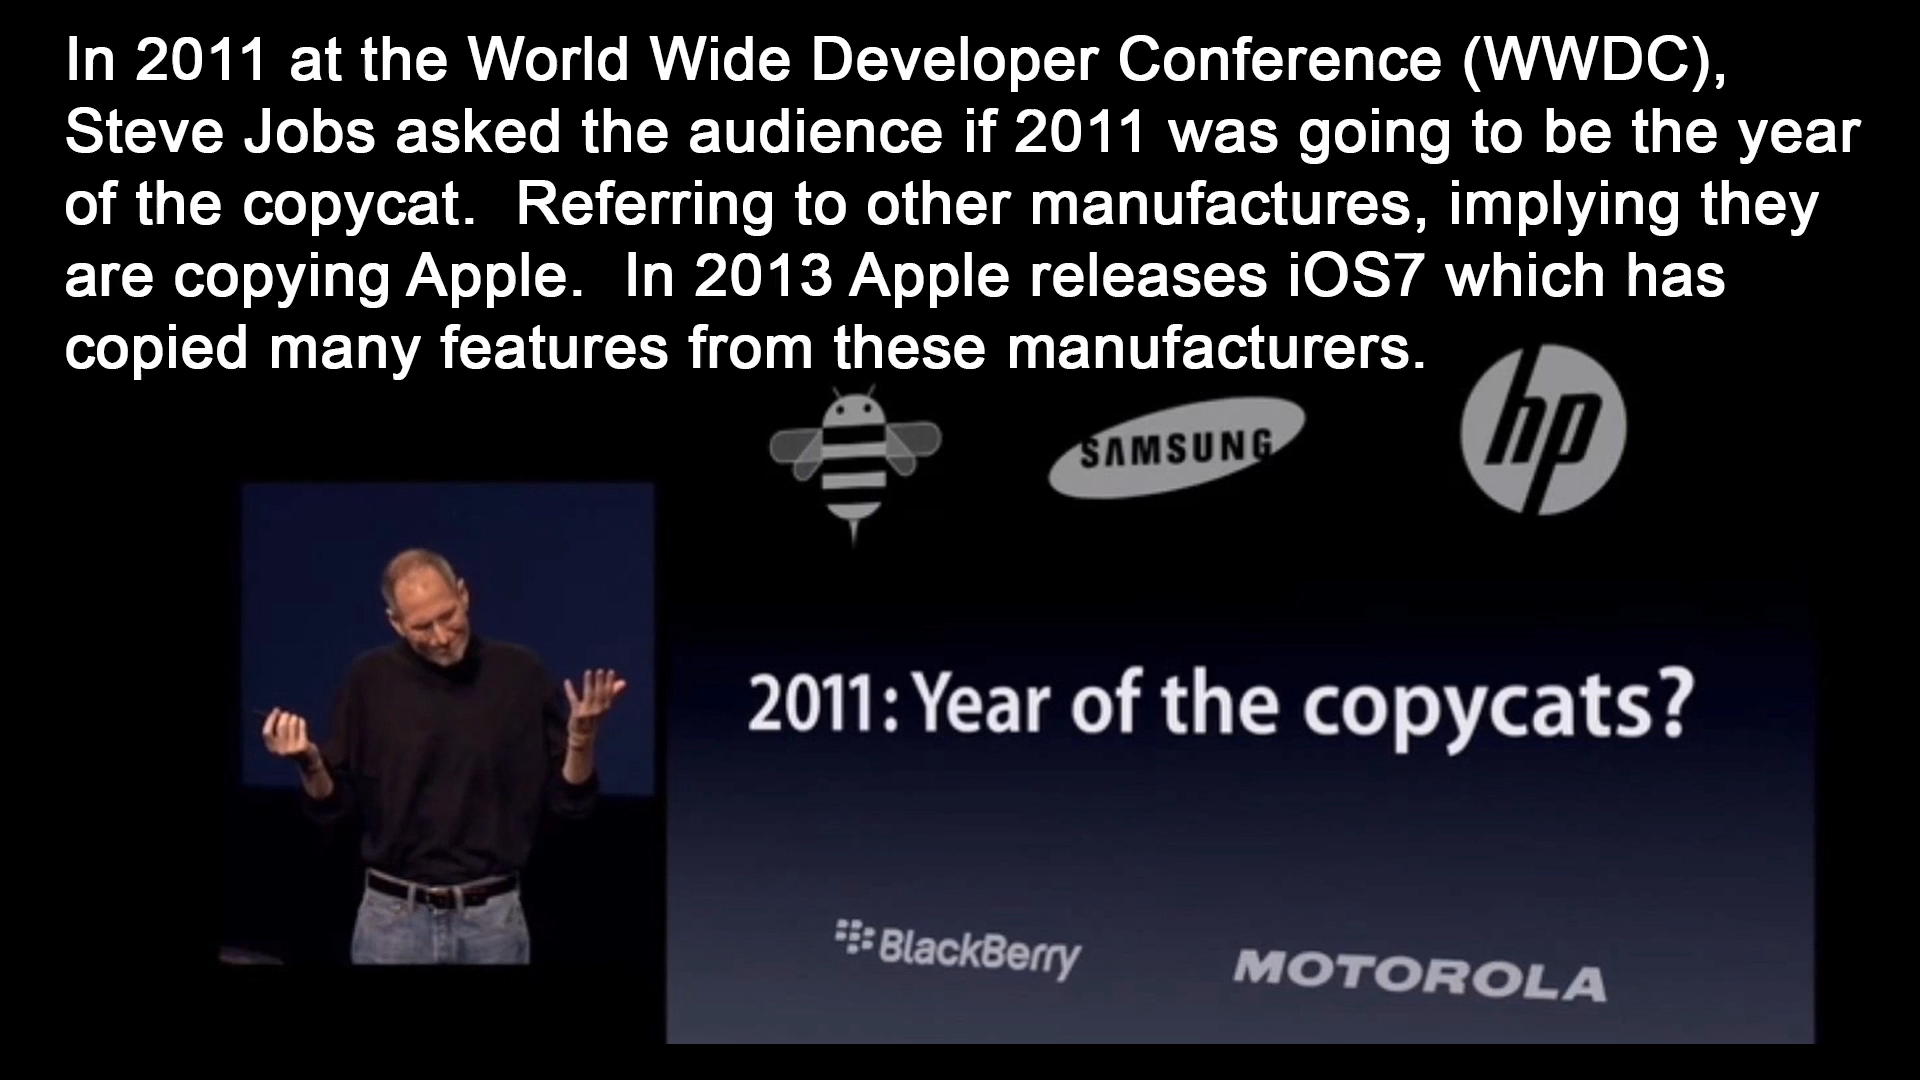 In 2011 at the World Wide Developer Conference (WWDC),
Steve Jobs asked the audience if 2011 was going to be the year
of the copycat.  Referring to other manufactures, implying they
are copying Apple.  In 2013 Apple releases iOS7 which has
copied many features from these manufacturers.
SAMSUNG
hp
2011: Year of the copycats?
BlackBerry
MOTOROLA